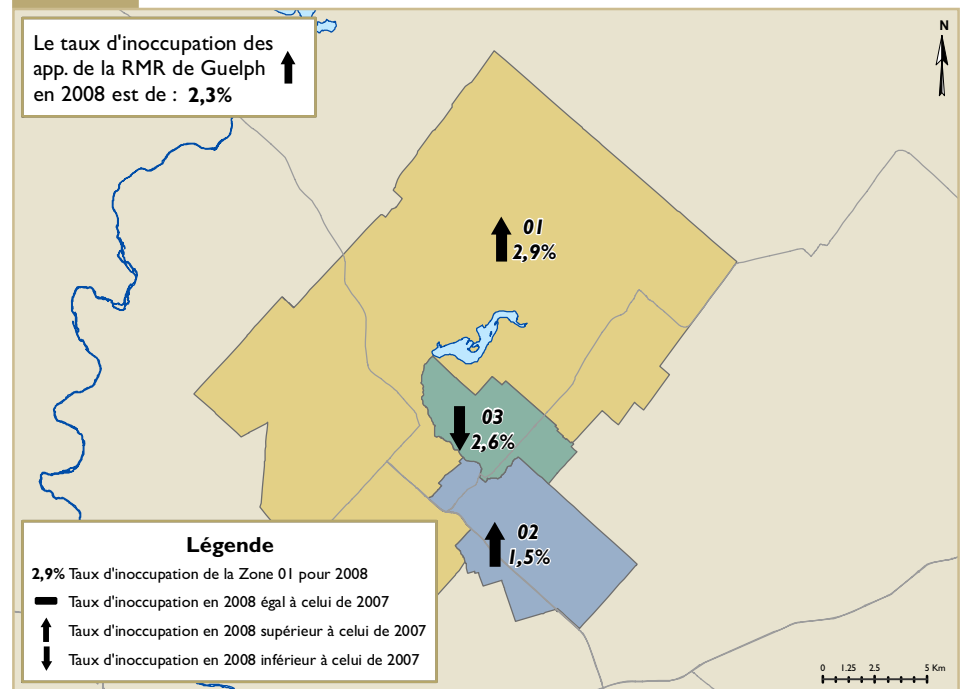 Le taux d'inoccupation des
app. de la RMR de Guelph
en 2008 est de : 2,3%
N
01
2,9%
03
2,6%
02
1,5%
Légende
2,9% Taux d'inoccupation de la Zone 01 pour 2008
Taux d'inoccupation en 2008 égal à celui de 2007
Taux d'inoccupation en 2008 supérieur à celui de 2007
Taux d'inoccupation en 2008 inférieur à celui de 2007
0 1.25 2.5 5 Km